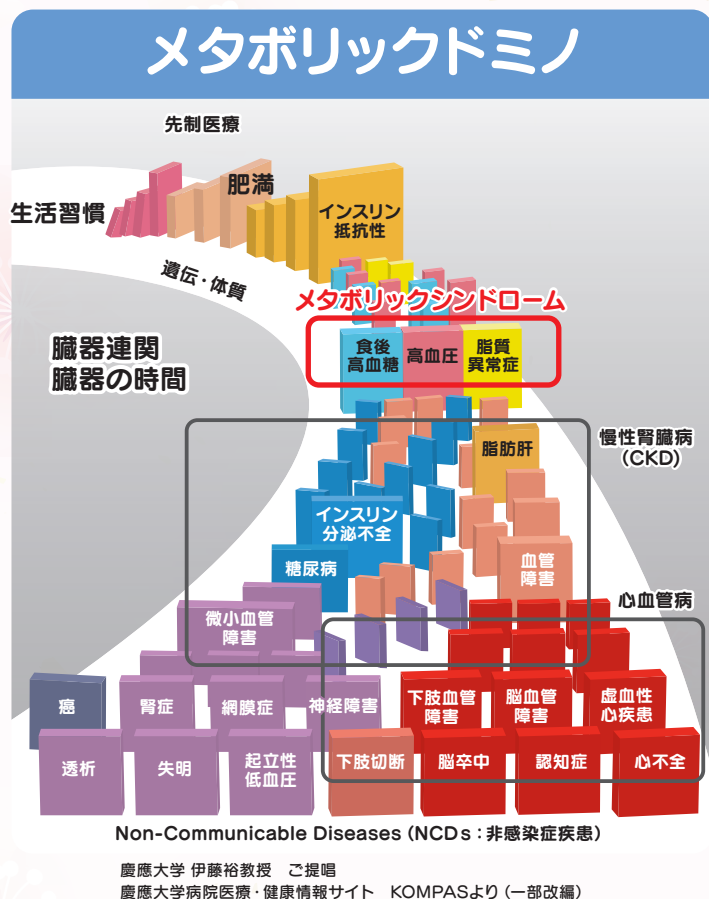 メタボリックドミノ
先制医療
肥満
生活習慣
インスリン
抵抗性
遺伝・体質
メタボリックシンドローム
臓器連関
臓器の時間
食後
高血糖
高血圧
脂質
異常症
慢性腎臓病
(CKD)
脂肪肝
インスリン
分泌不全
糖尿病
血管
障害
心血管病
微小血管
障害
癌
腎症
網膜症
神経障害
下肢血管
障害
脳血管
障害
虚血性
心疾患
透析
失明
起立性
低血圧
下肢切断
脳卒中
認知症
心不全
Non-Communicable Diseases (NCDs:非感染症疾患)
慶應大学 伊藤裕教授 ご提唱
慶應大学病院医療・健康情報サイト KOMPASより(一部改編)